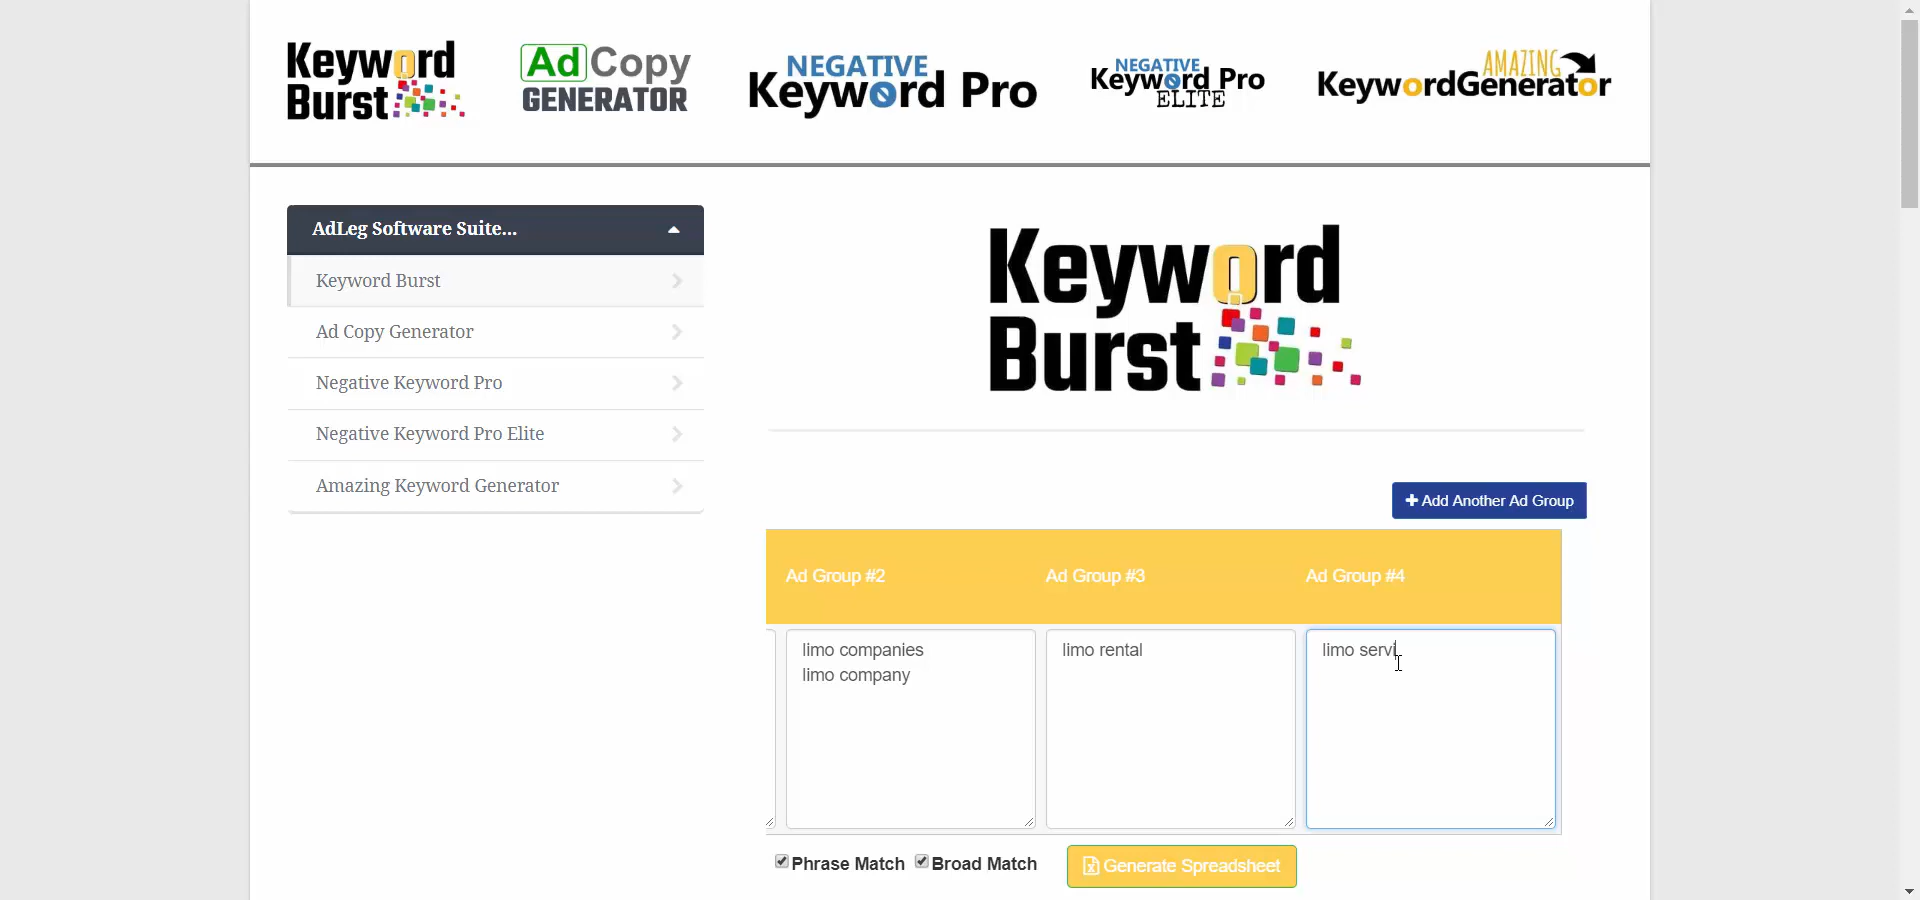 Keyword
Burst
Ad Copy
GENERATOR
NEGATIVE
Keyword Pro
NEGATIVE
Keyword Pro
ELITE
AMAZING
KeywordGenerator
AdLeg Software Suite...
Keyword Burst
Ad Copy Generator
Negative Keyword Pro
Negative Keyword Pro Elite
Amazing Keyword Generator
Keyword
Burst
Add Another Ad Group
Ad Group #2
Ad Group #3
Ad Group #4
limo companies
limo company
limo rental
limo servi
Phrase Match
Broad Match
Generate Spreadsheet